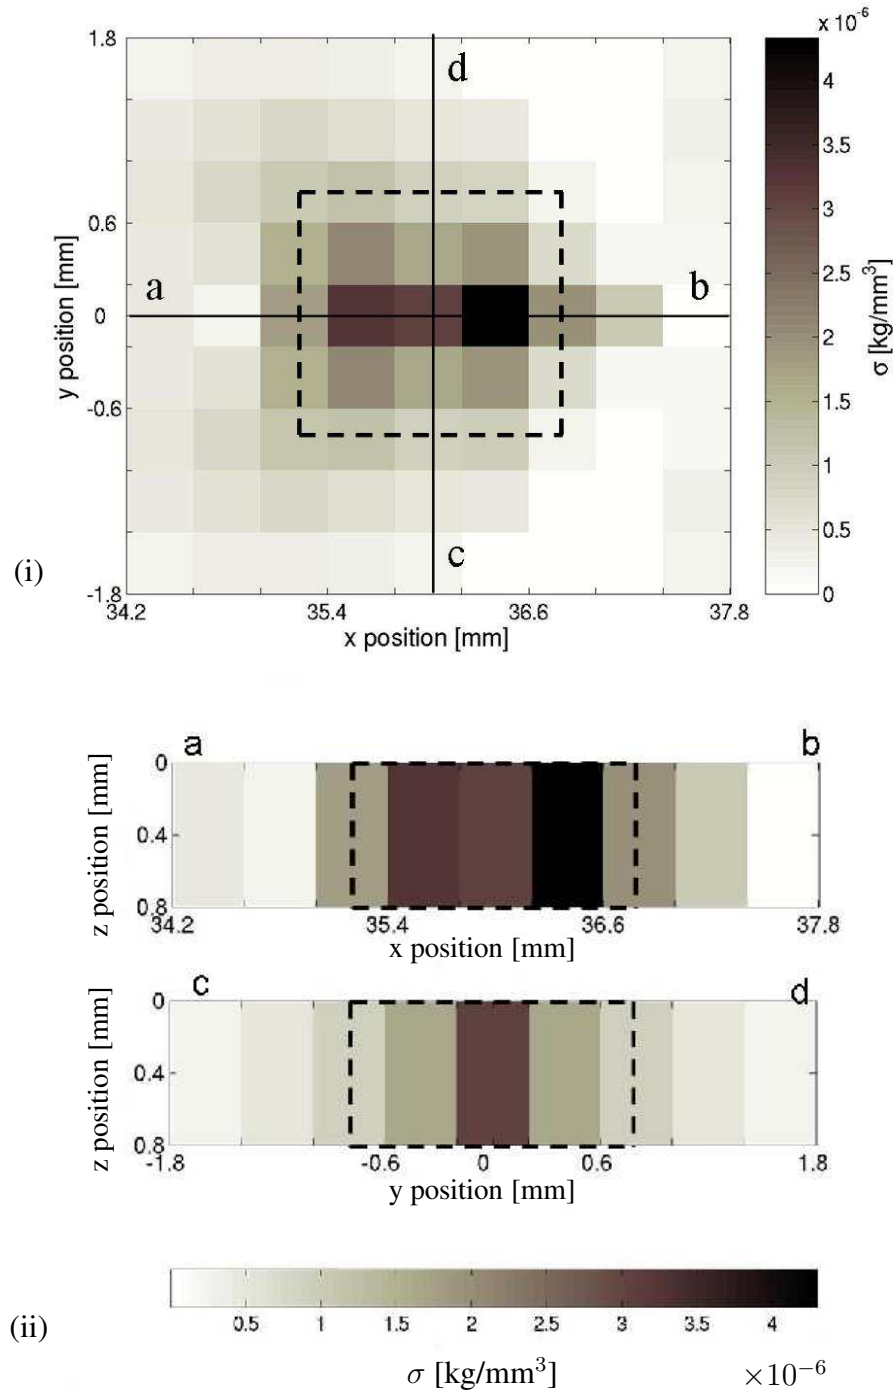 x 10⁻⁶
1.8
d
4
3.5
3
0.6
2.5
a
b
y position [mm]
0
σ [kg/mm³]
2
1.5
-0.6
1
0.5
c
(i)
-1.8
0
34.2
35.4
36.6
37.8
x position [mm]
a
b
0
z position [mm]
0.4
0.8
34.2
35.4
36.6
37.8
x position [mm]
c
d
0
z position [mm]
0.4
0.8
-1.8
-0.6
0
0.6
1.8
y position [mm]
(ii)
0.5
1
1.5
2
2.5
3
3.5
4
σ [kg/mm³]
×10⁻⁶